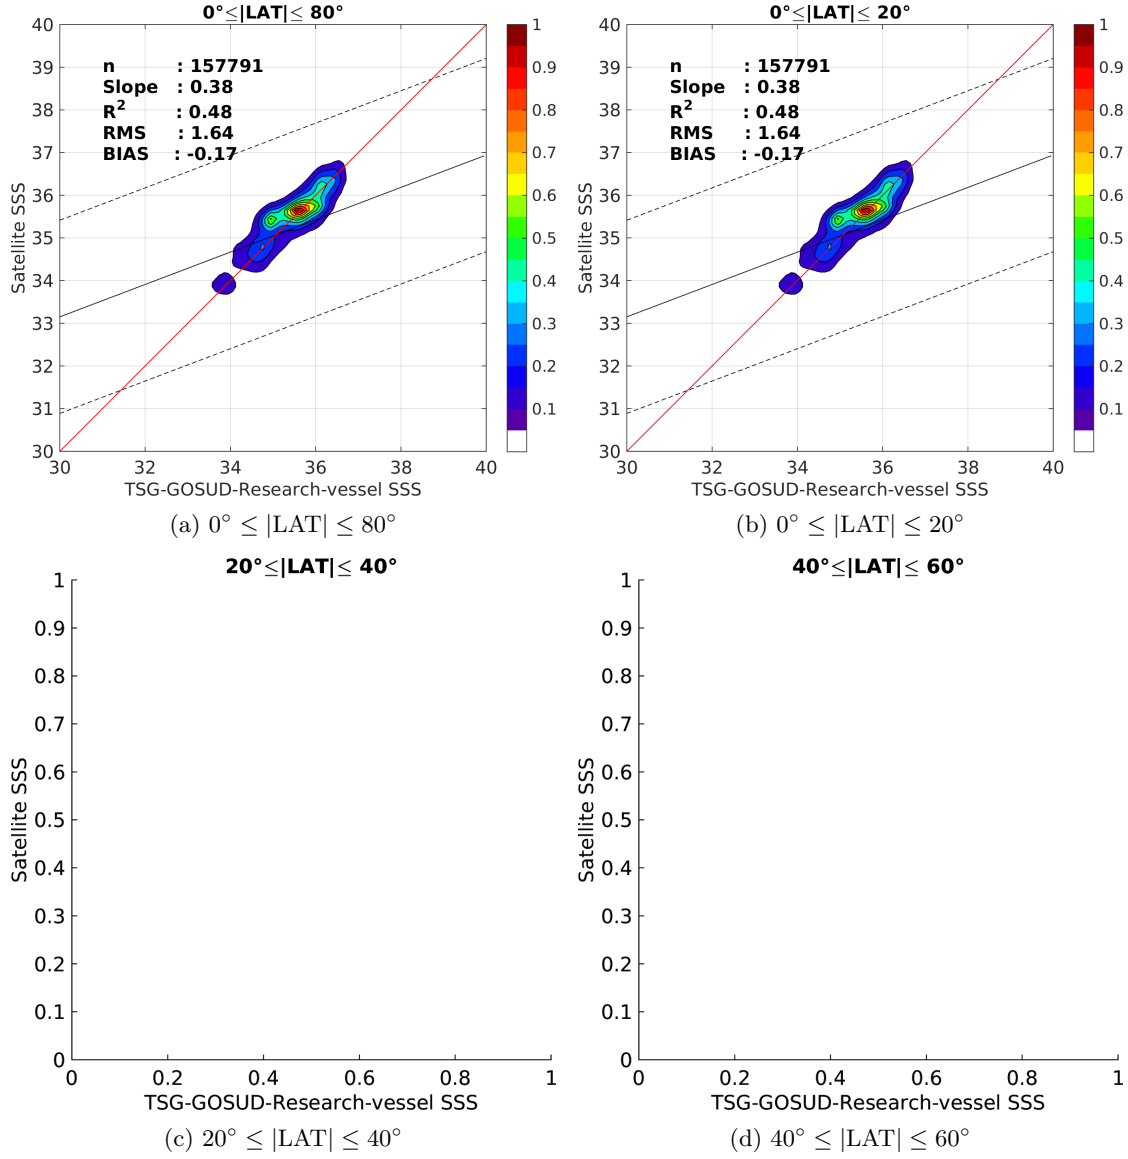 0°≤|LAT|≤ 80°
40
39
38
37
36
35
34
33
32
31
30
Satellite SSS
n : 157791
Slope : 0.38
R² : 0.48
RMS : 1.64
BIAS : -0.17
30 32 34 36 38 40
TSG-GOSUD-Research-vessel SSS
1
0.9
0.8
0.7
0.6
0.5
0.4
0.3
0.2
0.1
(a) 0° ≤ |LAT| ≤ 80°
0°≤|LAT|≤ 20°
40
39
38
37
36
35
34
33
32
31
30
Satellite SSS
n : 157791
Slope : 0.38
R² : 0.48
RMS : 1.64
BIAS : -0.17
30 32 34 36 38 40
TSG-GOSUD-Research-vessel SSS
1
0.9
0.8
0.7
0.6
0.5
0.4
0.3
0.2
0.1
(b) 0° ≤ |LAT| ≤ 20°
20°≤|LAT|≤ 40°
1
0.9
0.8
0.7
0.6
0.5
0.4
0.3
0.2
0.1
0
Satellite SSS
0 0.2 0.4 0.6 0.8 1
TSG-GOSUD-Research-vessel SSS
(c) 20° ≤ |LAT| ≤ 40°
40°≤|LAT|≤ 60°
1
0.9
0.8
0.7
0.6
0.5
0.4
0.3
0.2
0.1
0
Satellite SSS
0 0.2 0.4 0.6 0.8 1
TSG-GOSUD-Research-vessel SSS
(d) 40° ≤ |LAT| ≤ 60°